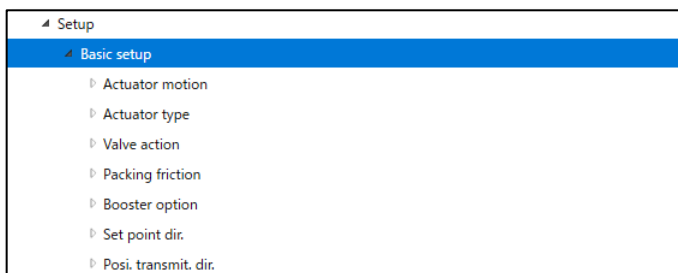 Setup
Basic setup
Actuator motion
Actuator type
Valve action
Packing friction
Booster option
Set point dir.
Posi. transmit. dir.